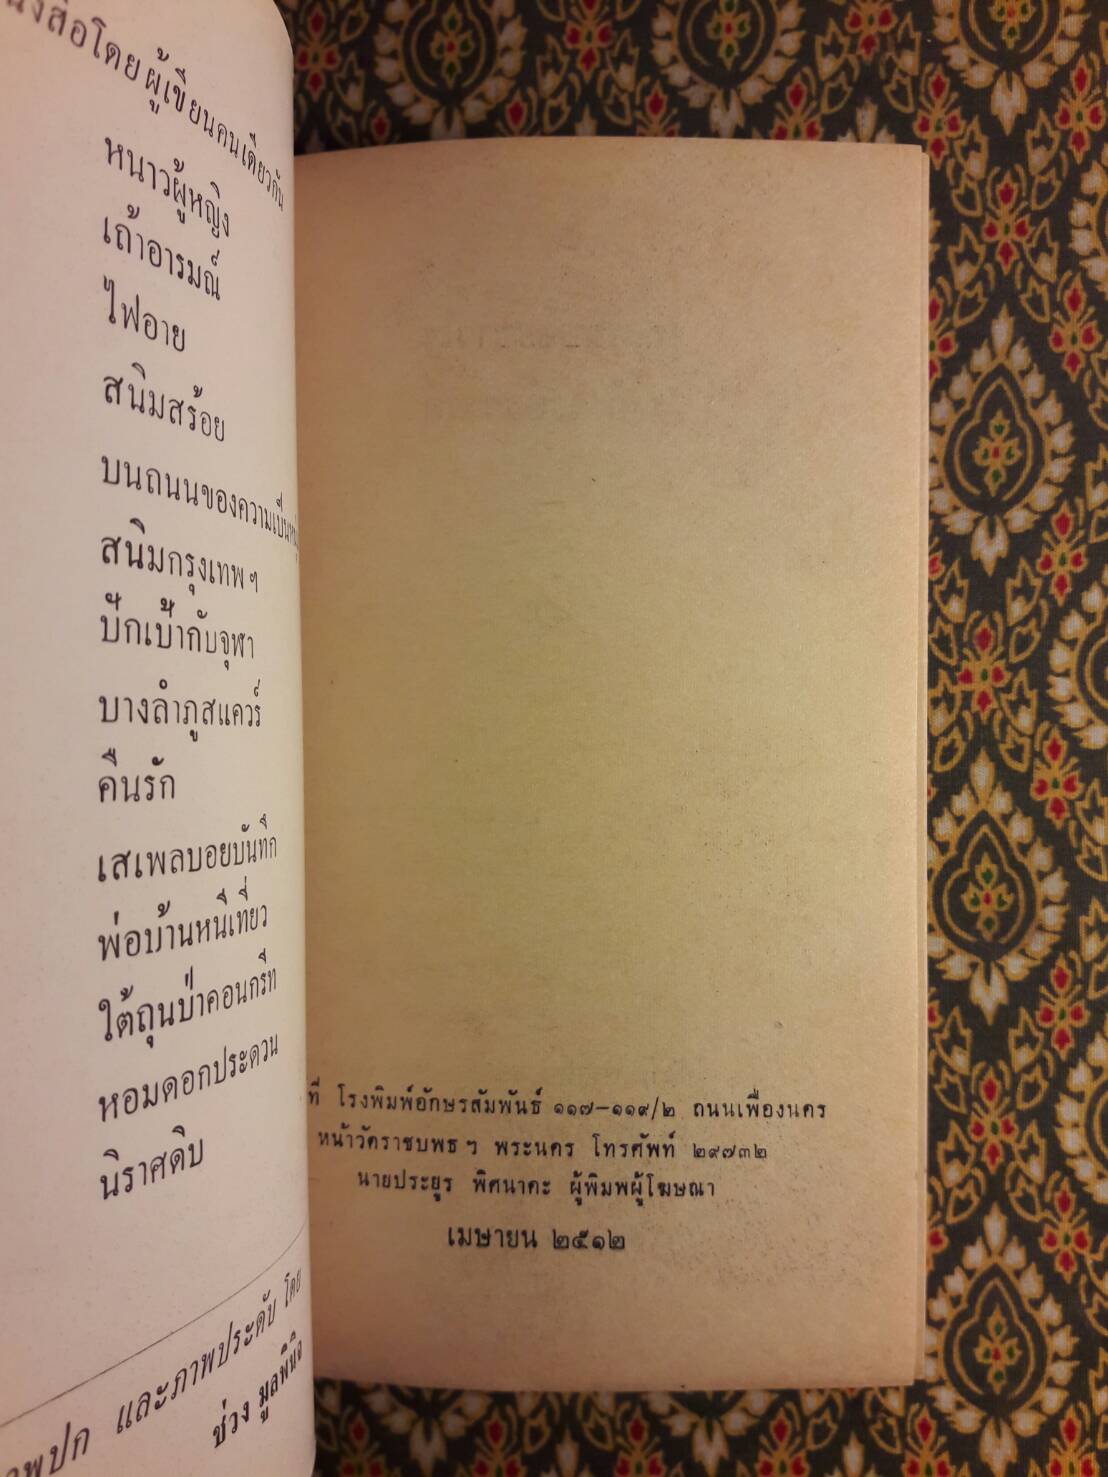 โดยผู้เขียนคนเดียวกัน
หนาวผู้หญิง
เถ้าอารมณ์
ไฟอาย
สนิมสร้อย
บนถนนของความเป็น
สนิมกรุงเทพฯ
ปักเป้ากับจุฬา
บางลำภูสแควร์
คืนรัก
เสเพลบอยบันทึก
พ่อบ้านหนีเที่ยว
ใต้ถุนป่าคอนกรีท
หอมดอกประดวน
นิราศดิบ
และภาพประดับ โดย
ช่วง มูลพินิจ
ที่ โรงพิมพ์อักษรสัมพันธ์ ๑๑๗-๑๑๙/๒ ถนนเฟื่องนคร
หน้าวัดราชบพธฯ พระนคร โทรศัพท์ ๒๙๗๓๒
นายประยูร พิศนาคะ ผู้พิมพผู้โฆษณา
เมษายน ๒๕๑๒